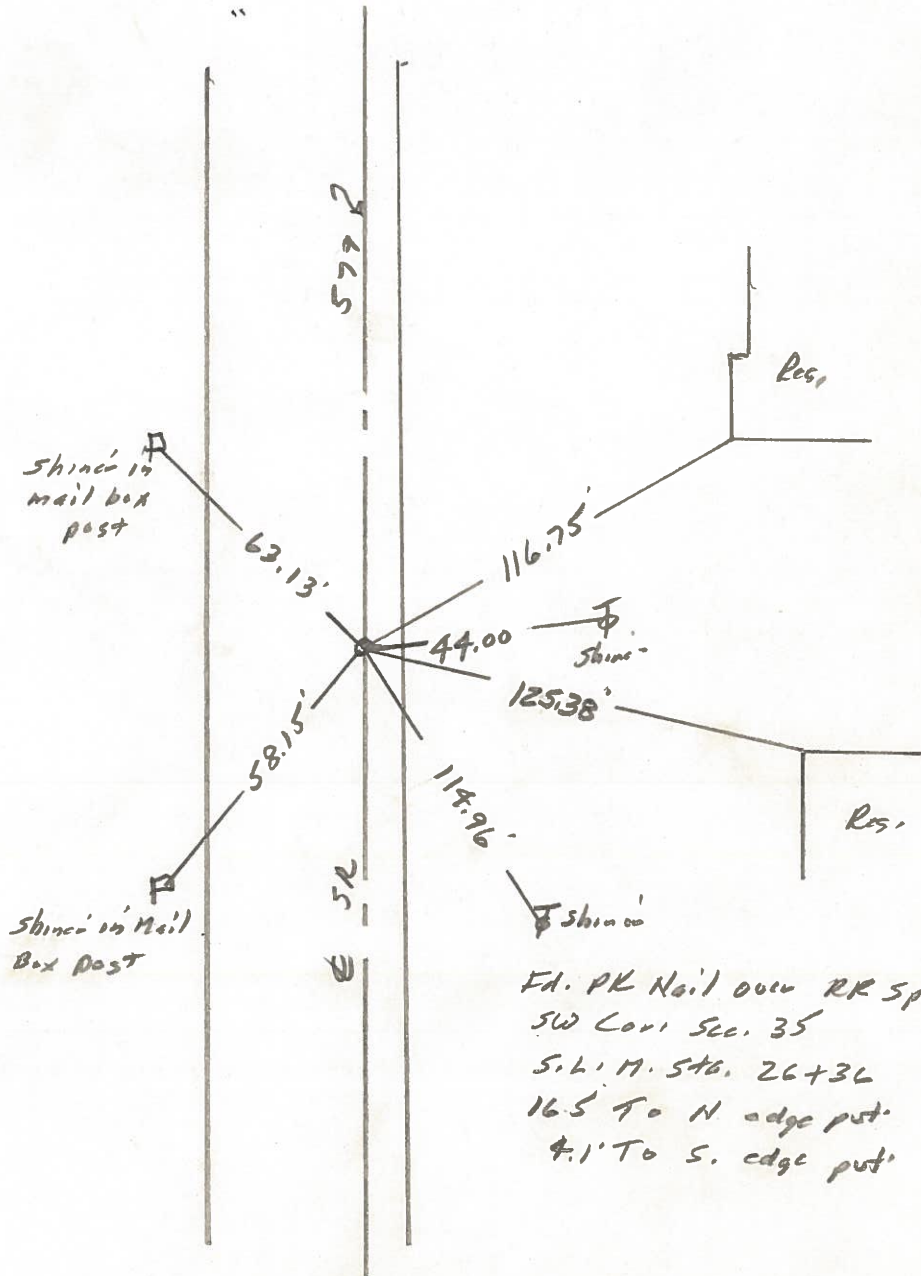 Res.
Shiner in
mail box
post
63.13'
116.75'
44.00
Shiner
125.38'
58.15'
114.96'
Res.
℄ SR
Shiner in Mail
Box post
Shiner
Fd. PK Nail over RR Sp
SW Cor. Sec. 35
S.L.M. Sta. 26+36
16.5 To N edge pvt.
4.1' To S. edge pvt.